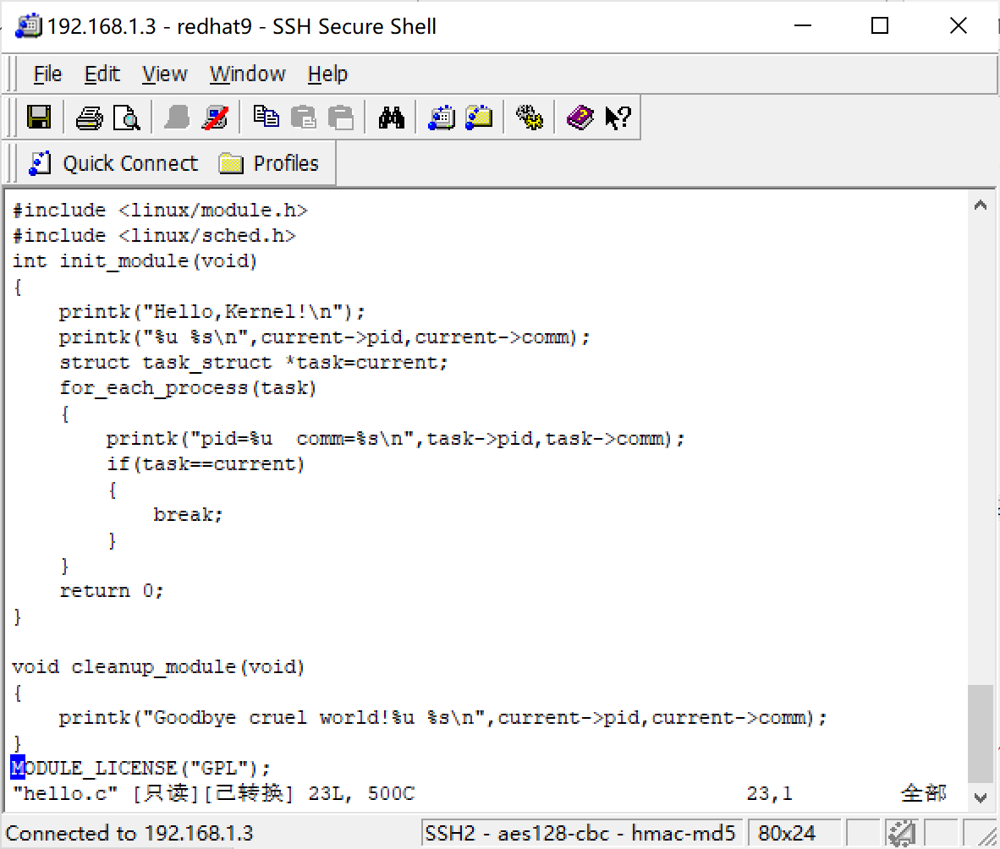 192.168.1.3 - redhat9 - SSH Secure Shell
File Edit View Window Help
Quick Connect Profiles
#include <linux/module.h>
#include <linux/sched.h>
int init_module(void)
{
    printk("Hello,Kernel!\n");
    printk("%u %s\n",current->pid,current->comm);
    struct task_struct *task=current;
    for_each_process(task)
    {
        printk("pid=%u  comm=%s\n",task->pid,task->comm);
        if(task==current)
        {
            break;
        }
    }
    return 0;
}

void cleanup_module(void)
{
    printk("Goodbye cruel world!%u %s\n",current->pid,current->comm);
}
MODULE_LICENSE("GPL");
"hello.c" [只读][已转换] 23L, 500C 23,1 全部
Connected to 192.168.1.3 SSH2 - aes128-cbc - hmac-md5 80x24